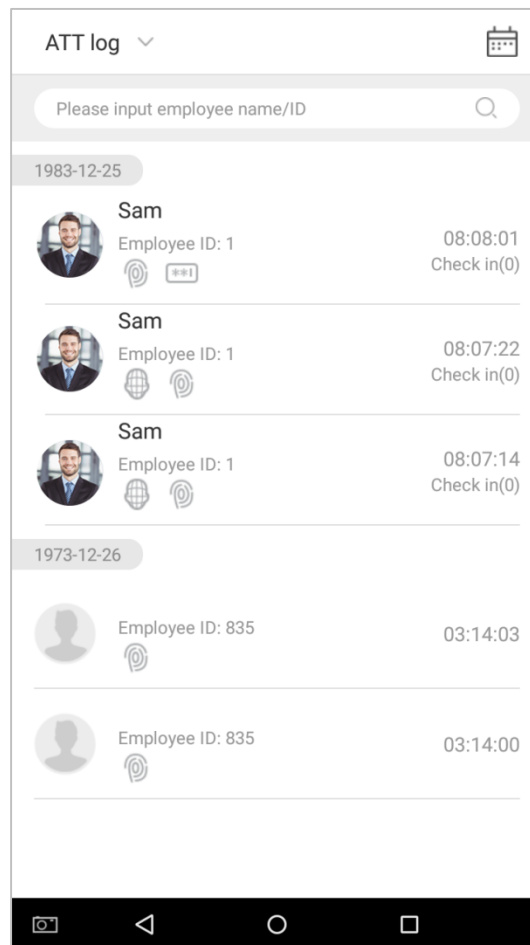 ATT log
Please input employee name/ID
1983-12-25
Sam
Employee ID: 1
08:08:01
Check in(0)
**I
Sam
Employee ID: 1
08:07:22
Check in(0)
Sam
Employee ID: 1
08:07:14
Check in(0)
1973-12-26
Employee ID: 835
03:14:03
Employee ID: 835
03:14:00